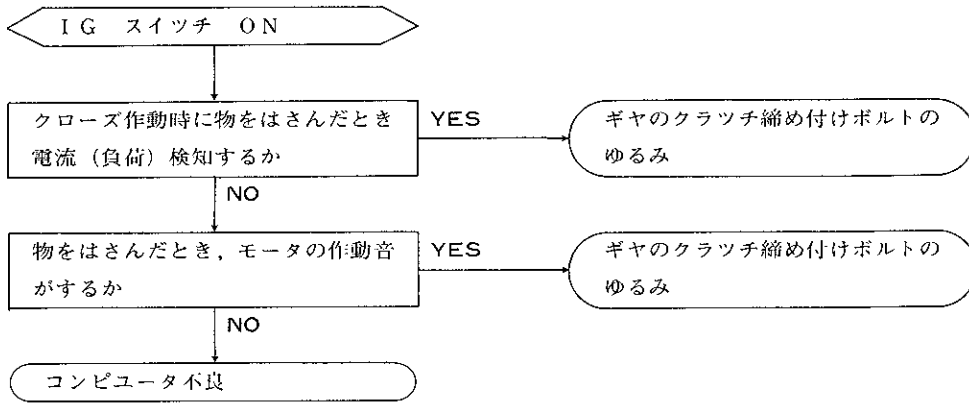 IG スイッチ ON
クローズ作動時に物をはさんだとき
電流（負荷）検知するか
YES
ギヤのクラッチ締め付けボルトの
ゆるみ
NO
物をはさんだとき，モータの作動音
がするか
YES
ギヤのクラッチ締め付けボルトの
ゆるみ
NO
コンピュータ不良